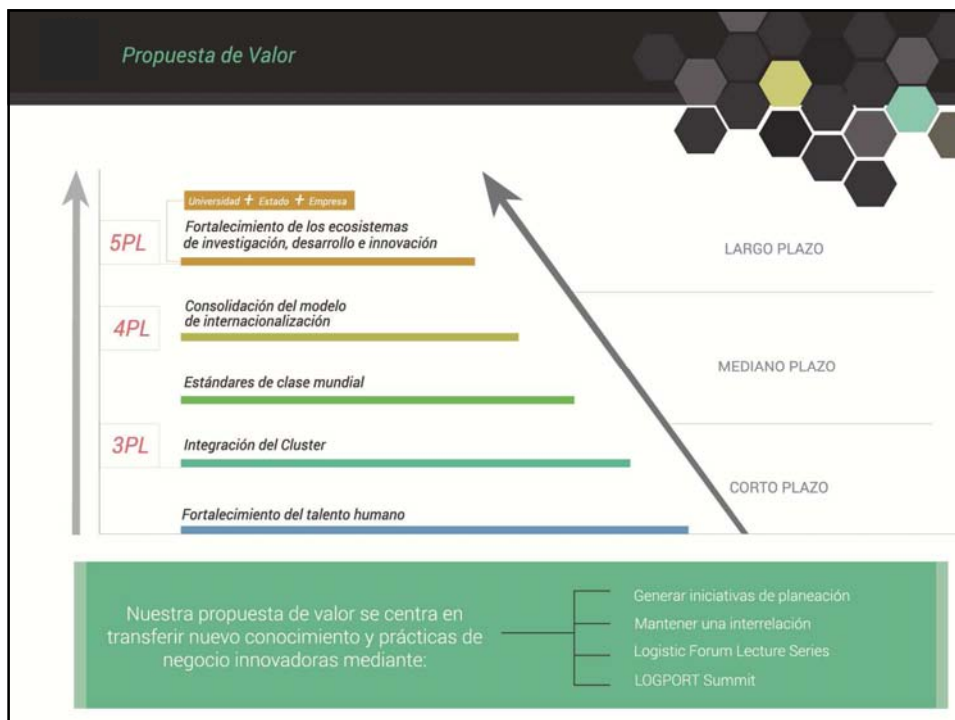 Propuesta de Valor
Universidad + Estado + Empresa
5PL
Fortalecimiento de los ecosistemas
de investigación, desarrollo e innovación
LARGO PLAZO
4PL
Consolidación del modelo
de internacionalización
MEDIANO PLAZO
Estándares de clase mundial
3PL
Integración del Cluster
CORTO PLAZO
Fortalecimiento del talento humano
Nuestra propuesta de valor se centra en
transferir nuevo conocimiento y prácticas de
negocio innovadoras mediante:
Generar iniciativas de planeación
Mantener una interrelación
Logistic Forum Lecture Series
LOGPORT Summit